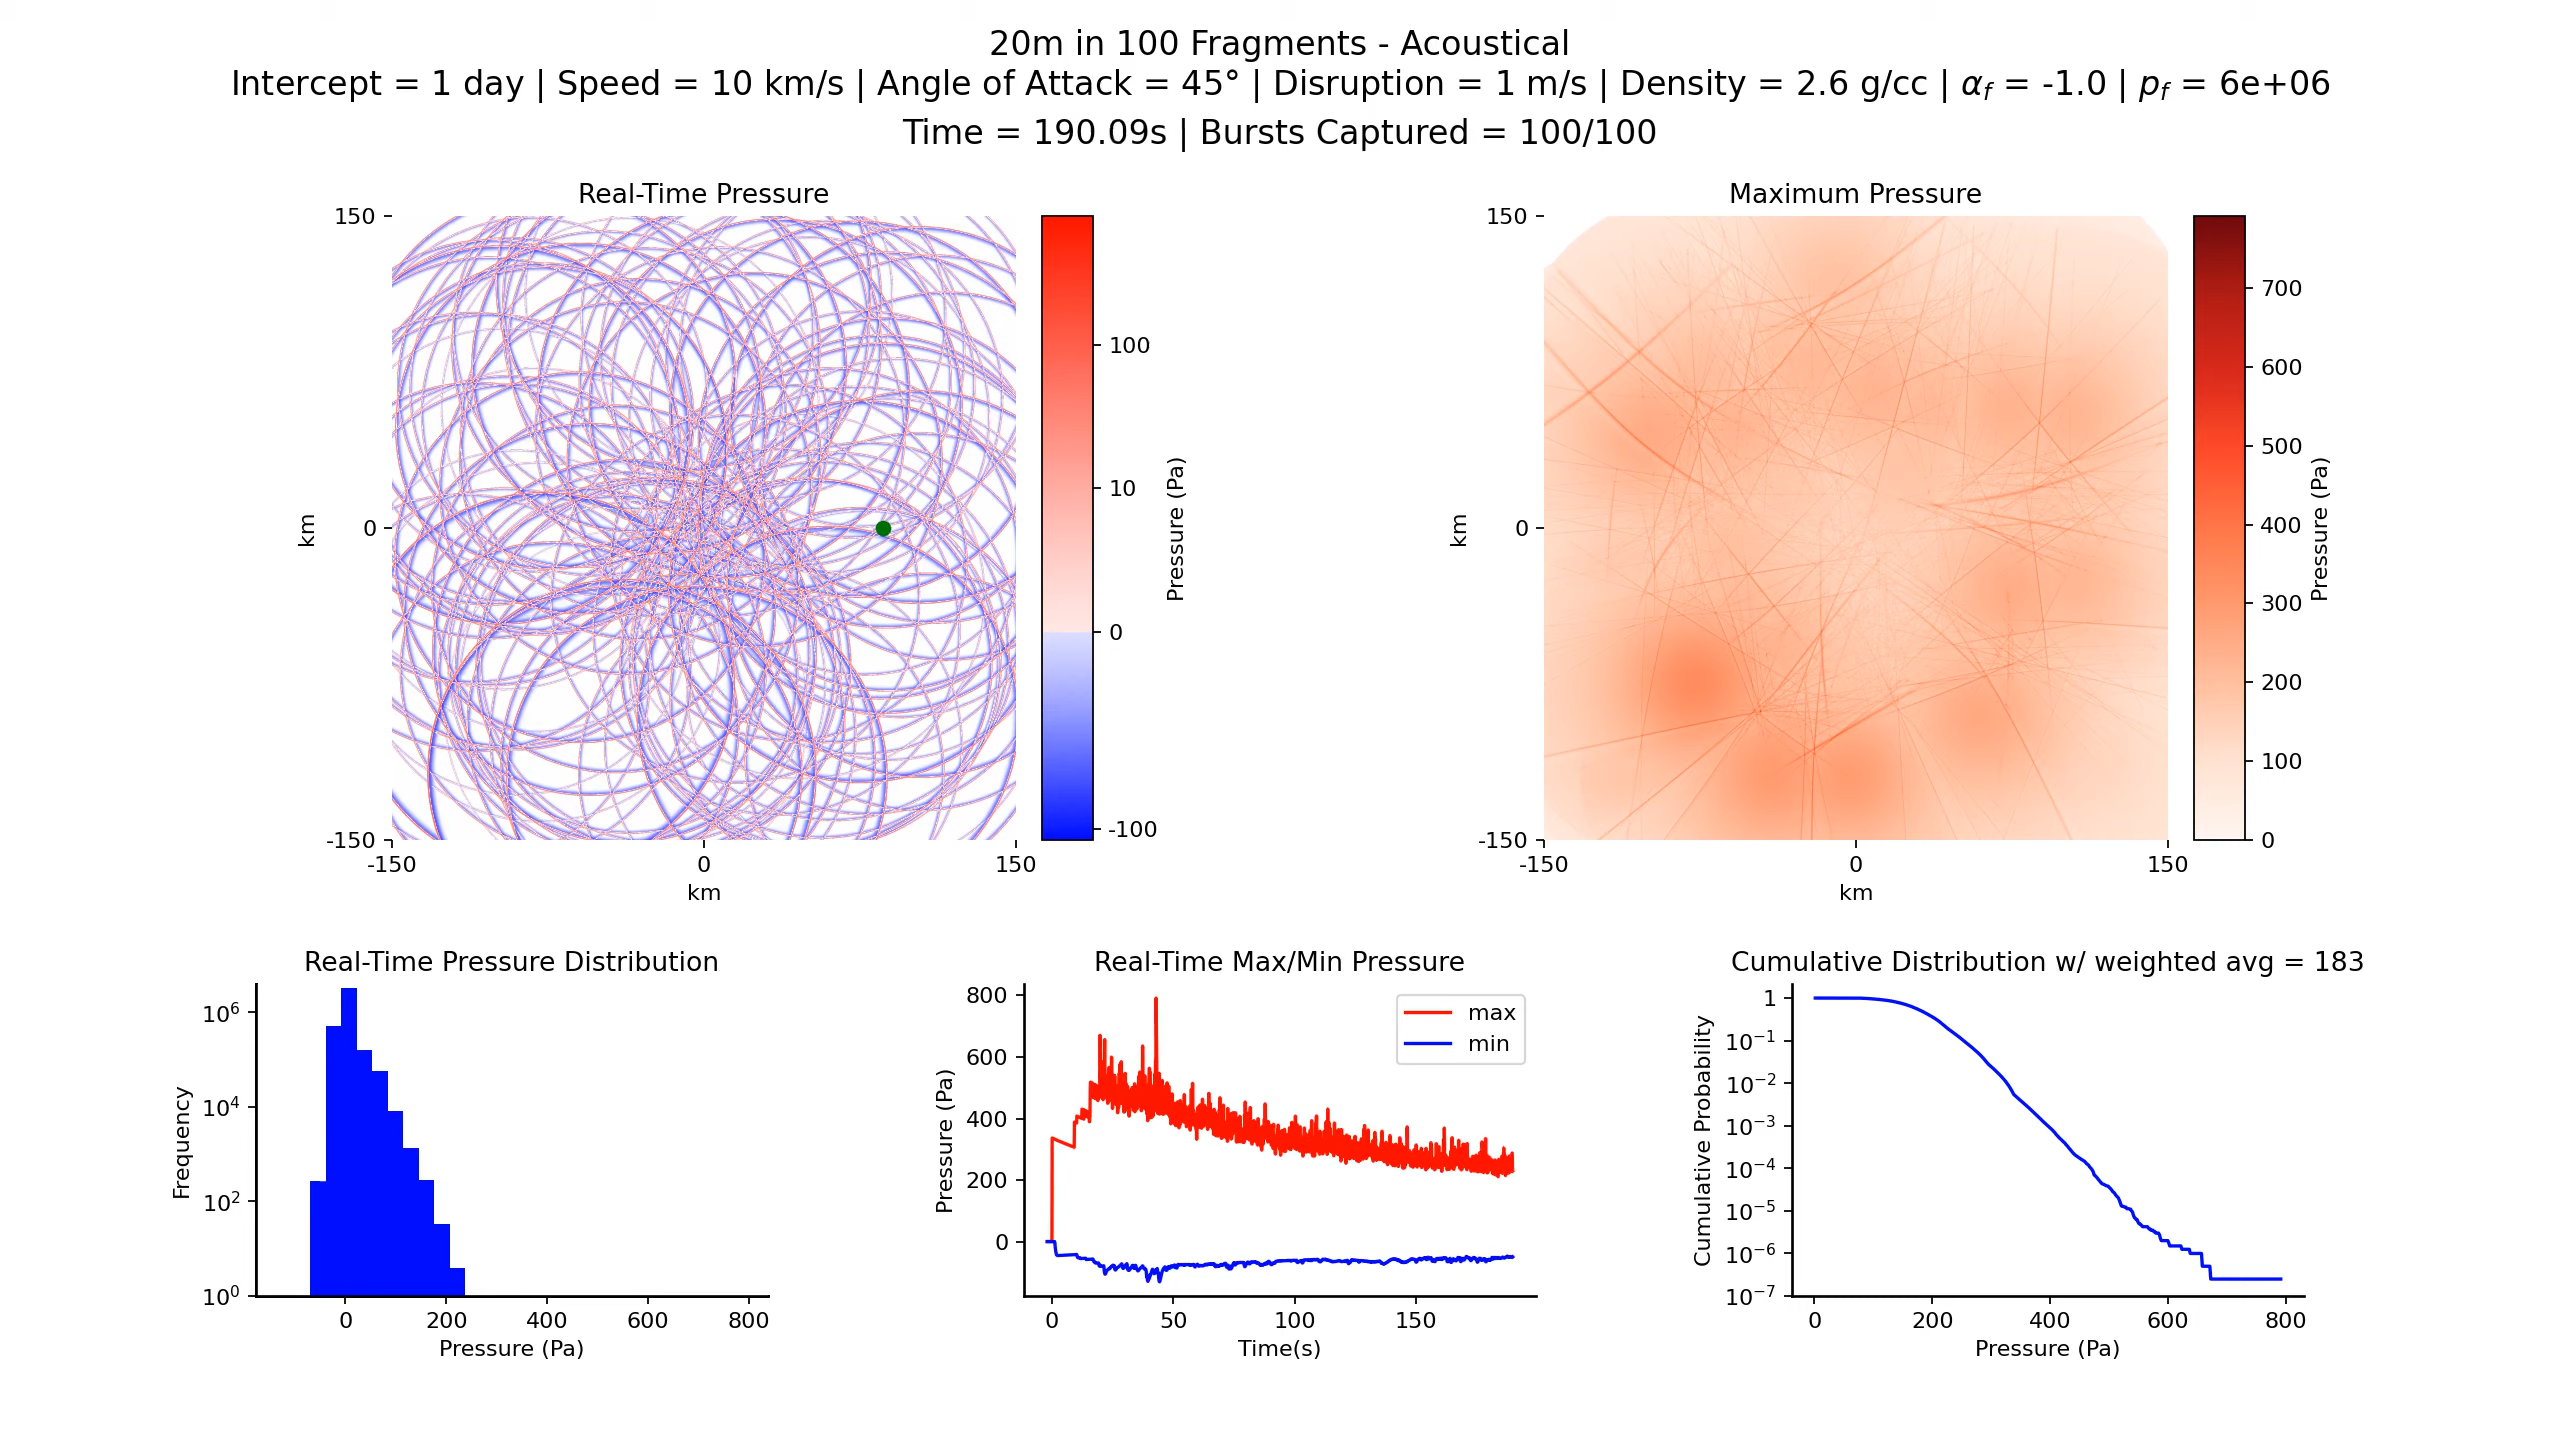 20m in 100 Fragments - Acoustical
Intercept = 1 day | Speed = 10 km/s | Angle of Attack = 45° | Disruption = 1 m/s | Density = 2.6 g/cc | α_f = -1.0 | p_f = 6e+06
Time = 190.09s | Bursts Captured = 100/100
Real-Time Pressure
150
0
-150
km
-150 0 150
km
100
10
0
-100
Pressure (Pa)
Maximum Pressure
150
0
-150
km
-150 0 150
km
700
600
500
400
300
200
100
0
Pressure (Pa)
Real-Time Pressure Distribution
10^6
10^4
10^2
10^0
Frequency
0 200 400 600 800
Pressure (Pa)
Real-Time Max/Min Pressure
800
600
400
200
0
Pressure (Pa)
max
min
0 50 100 150
Time(s)
Cumulative Distribution w/ weighted avg = 183
1
10^-1
10^-2
10^-3
10^-4
10^-5
10^-6
10^-7
Cumulative Probability
0 200 400 600 800
Pressure (Pa)